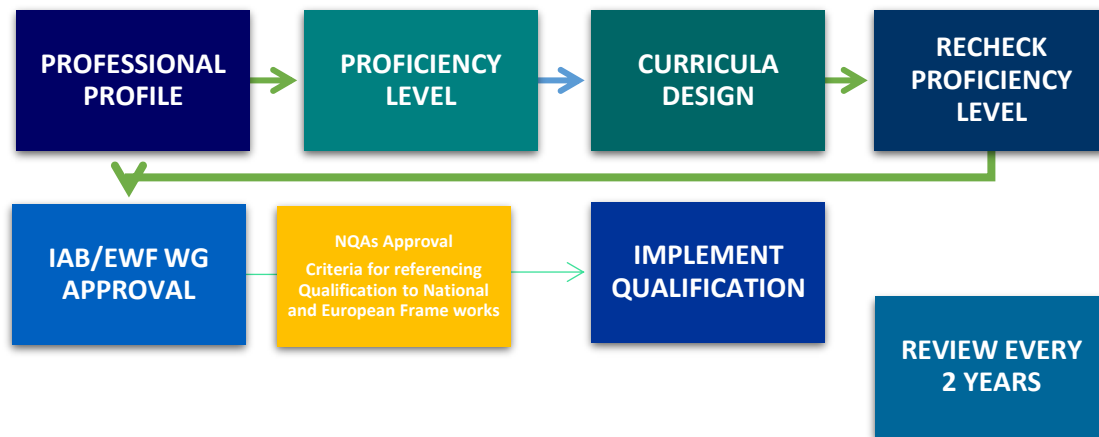 PROFESSIONAL
PROFILE
PROFICIENCY
LEVEL
CURRICULA
DESIGN
RECHECK
PROFICIENCY
LEVEL
IAB/EWF WG
APPROVAL
NQAs Approval
Criteria for referencing
Qualification to National
and European Frame works
IMPLEMENT
QUALIFICATION
REVIEW EVERY
2 YEARS